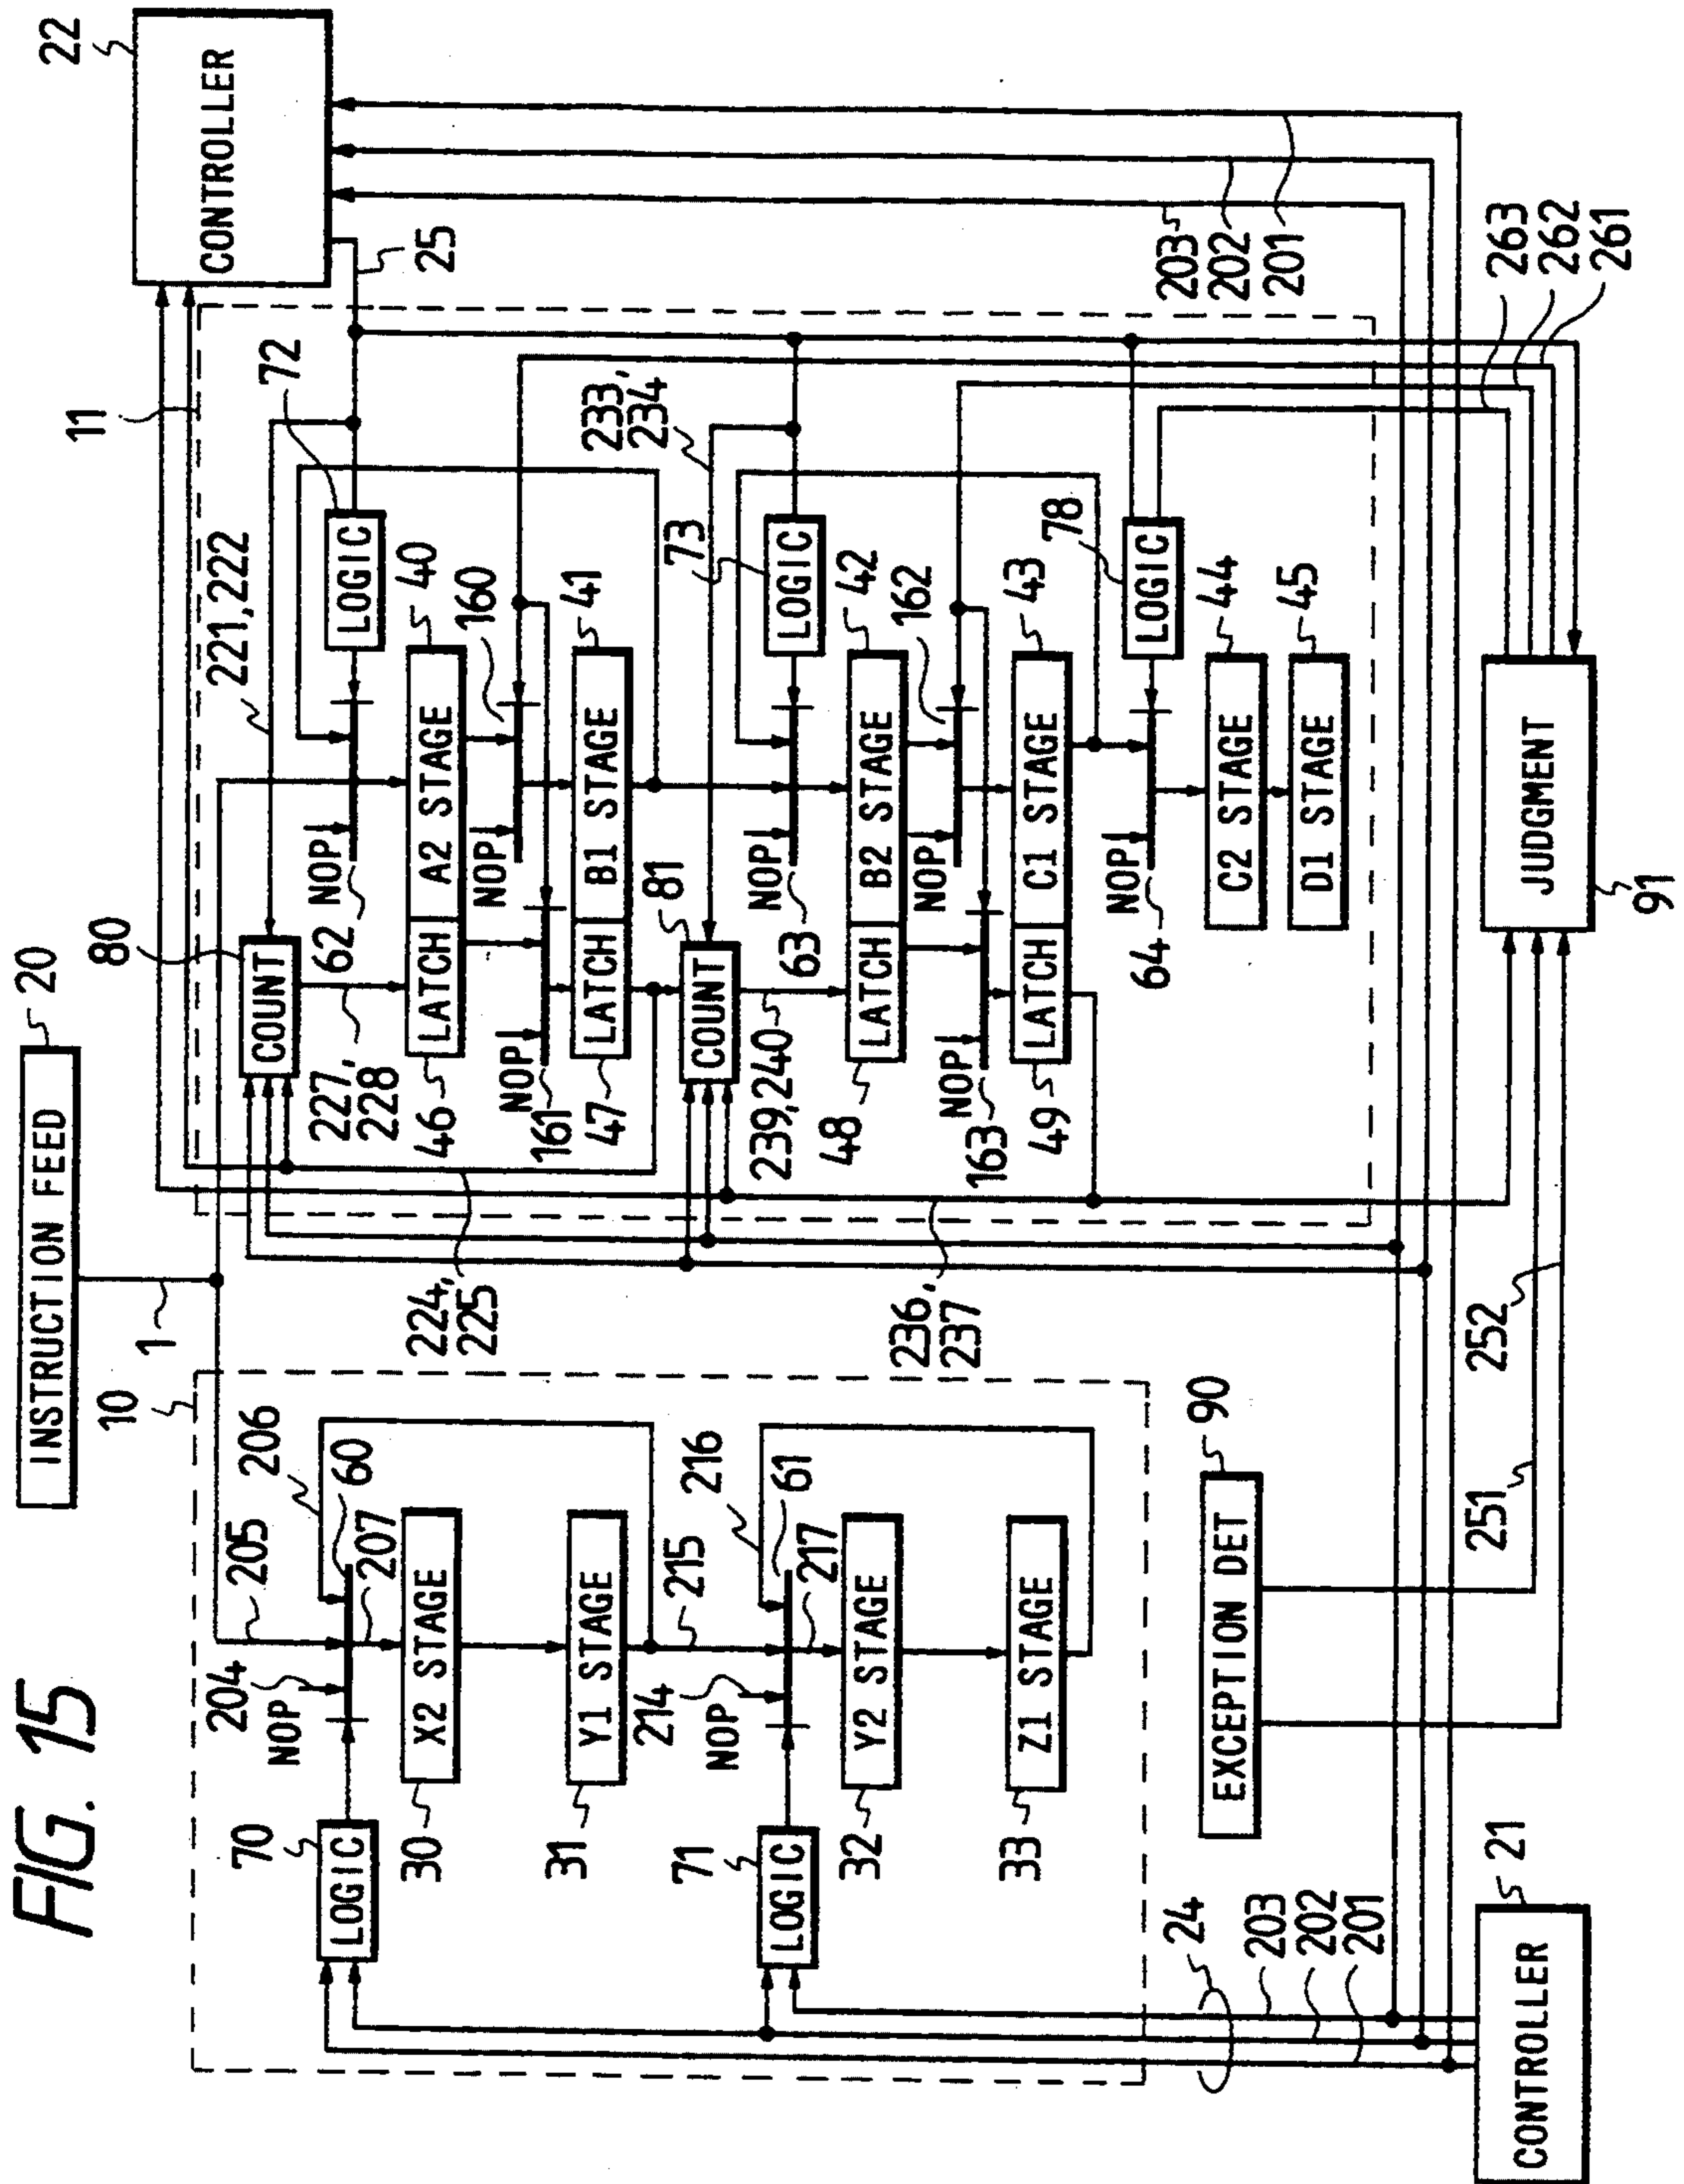 FIG. 15
INSTRUCTION FEED
20
1
10
205
206
204
NOP
60
207
70
LOGIC
30
X2 STAGE
31
Y1 STAGE
215
216
214
NOP
61
217
71
LOGIC
32
Y2 STAGE
33
Z1 STAGE
EXCEPTION DET
90
24
203
202
201
21
CONTROLLER
251
252
11
22
CONTROLLER
25
80
COUNT
221, 222
72
LOGIC
227,
228
62
NOP
46
LATCH
A2 STAGE
40
NOP
160
NOP
161
47
LATCH
B1 STAGE
41
224,
225
81
COUNT
233,
234
73
LOGIC
239, 240
63
NOP
48
LATCH
B2 STAGE
42
NOP
162
NOP
163
49
LATCH
C1 STAGE
43
236,
237
78
LOGIC
NOP
64
C2 STAGE
44
D1 STAGE
45
203
202
201
263
262
261
JUDGMENT
91